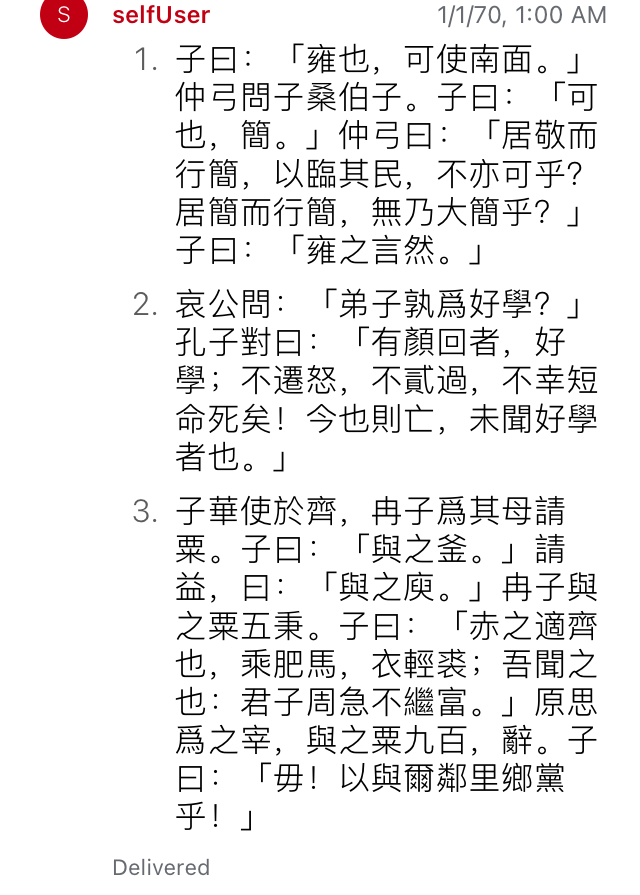 S
selfUser 1/1/70, 1:00 AM
1. 子曰：「雍也，可使南面。」
仲弓問子桑伯子。子曰：「可
也，簡。」仲弓曰：「居敬而
行簡，以臨其民，不亦可乎？
居簡而行簡，無乃大簡乎？」
子曰：「雍之言然。」
2. 哀公問：「弟子孰爲好學？」
孔子對曰：「有顏回者，好
學；不遷怒，不貳過，不幸短
命死矣！今也則亡，未聞好學
者也。」
3. 子華使於齊，冉子爲其母請
粟。子曰：「與之釜。」請
益，曰：「與之庾。」冉子與
之粟五秉。子曰：「赤之適齊
也，乘肥馬，衣輕裘；吾聞之
也：君子周急不繼富。」原思
爲之宰，與之粟九百，辭。子
曰：「毋！以與爾鄰里鄉黨
乎！」
Delivered